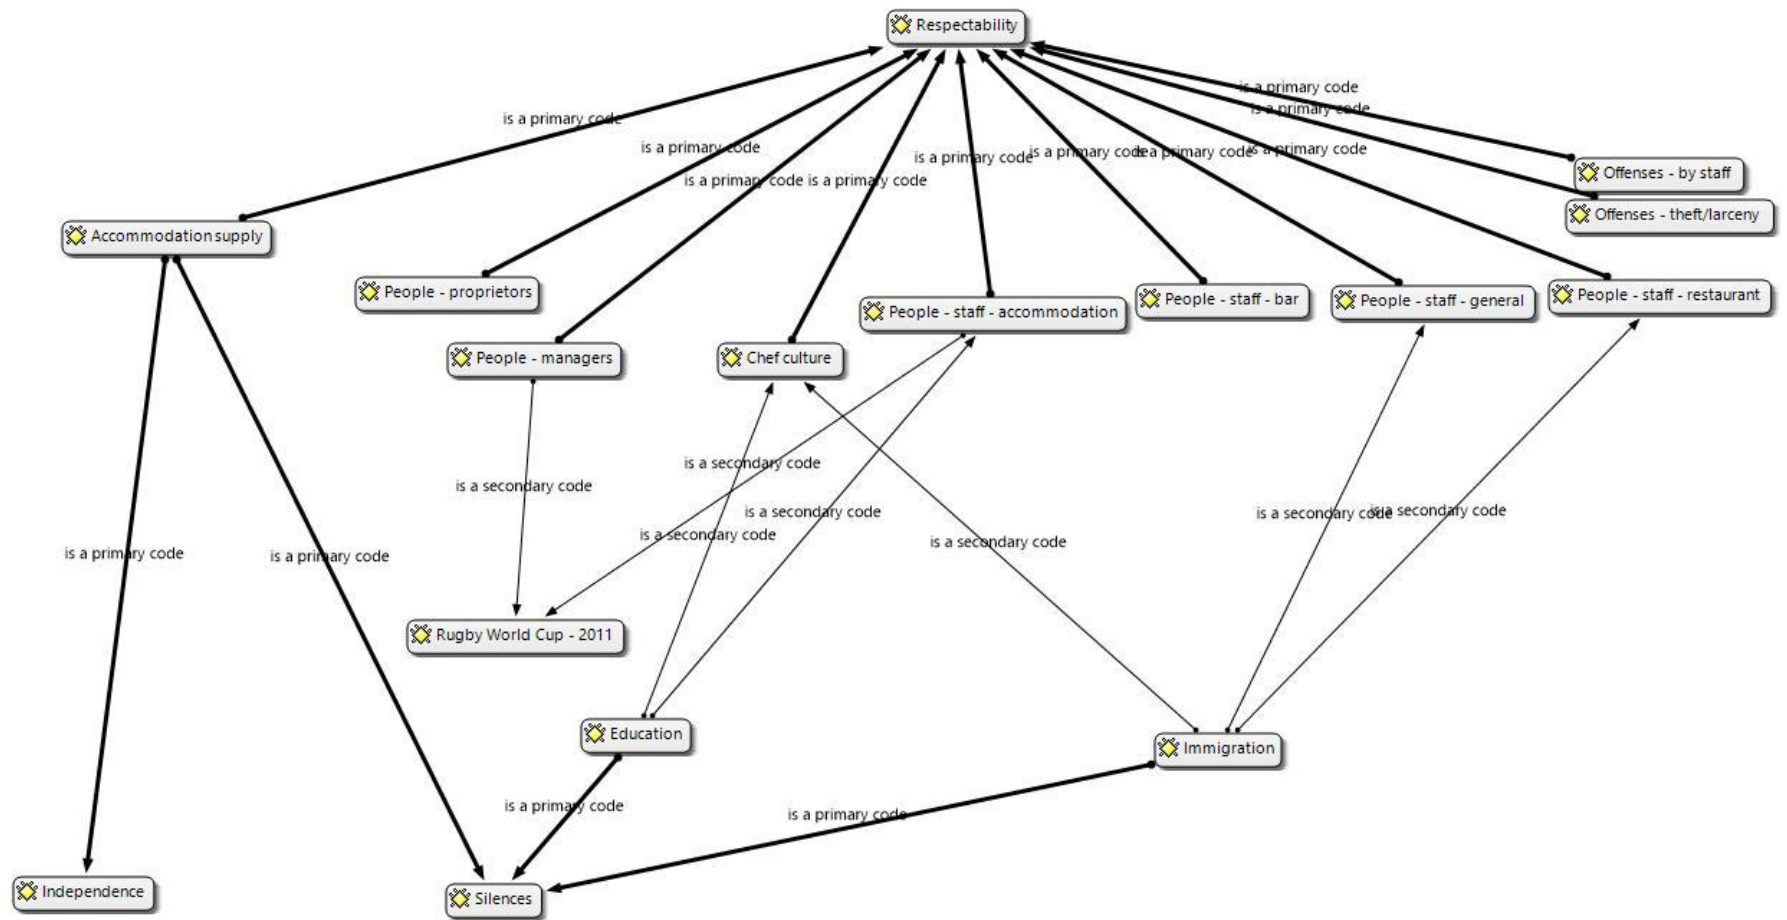 Respectability
is a primary code
is a primary code
is a primary code
is a primary code
is a primary code
is a primary code
is a primary code
is a primary code
is a primary code
is a primary code
Offenses - by staff
Offenses - theft/larceny
Accommodation supply
People - proprietors
People - staff - accommodation
People - staff - bar
People - staff - general
People - staff - restaurant
People - managers
Chef culture
is a secondary code
is a secondary code
is a secondary code
is a secondary code
is a secondary code
is a secondary code
is a secondary code
is a primary code
is a primary code
Rugby World Cup - 2011
Education
Immigration
is a primary code
is a primary code
Independence
Silences